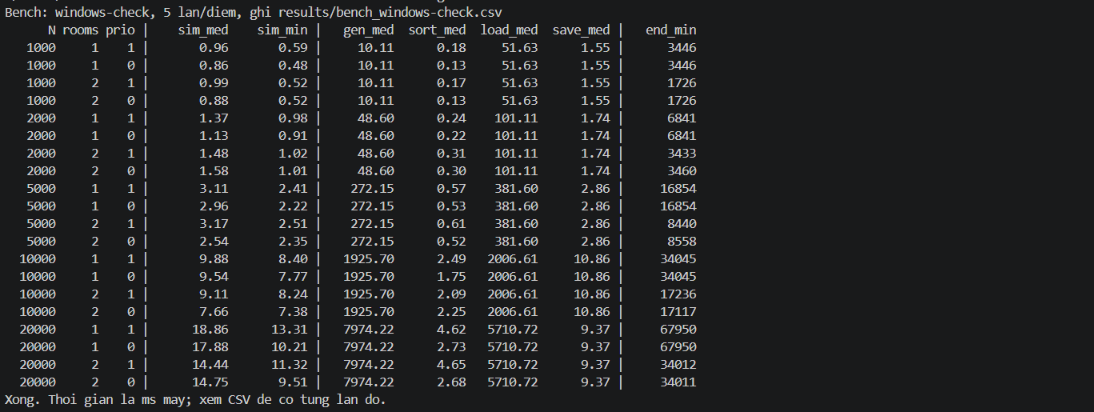 Bench: windows-check, 5 lan/diem, ghi results/bench_windows-check.csv
N rooms prio | sim_med sim_min | gen_med sort_med load_med save_med | end_min
1000 1 1 | 0.96 0.59 | 10.11 0.18 51.63 1.55 | 3446
1000 1 0 | 0.86 0.48 | 10.11 0.13 51.63 1.55 | 3446
1000 2 1 | 0.99 0.52 | 10.11 0.17 51.63 1.55 | 1726
1000 2 0 | 0.88 0.52 | 10.11 0.13 51.63 1.55 | 1726
2000 1 1 | 1.37 0.98 | 48.60 0.24 101.11 1.74 | 6841
2000 1 0 | 1.13 0.91 | 48.60 0.22 101.11 1.74 | 6841
2000 2 1 | 1.48 1.02 | 48.60 0.31 101.11 1.74 | 3433
2000 2 0 | 1.58 1.01 | 48.60 0.30 101.11 1.74 | 3460
5000 1 1 | 3.11 2.41 | 272.15 0.57 381.60 2.86 | 16854
5000 1 0 | 2.96 2.22 | 272.15 0.53 381.60 2.86 | 16854
5000 2 1 | 3.17 2.51 | 272.15 0.61 381.60 2.86 | 8440
5000 2 0 | 2.54 2.35 | 272.15 0.52 381.60 2.86 | 8558
10000 1 1 | 9.88 8.40 | 1925.70 2.49 2006.61 10.86 | 34045
10000 1 0 | 9.54 7.77 | 1925.70 1.75 2006.61 10.86 | 34045
10000 2 1 | 9.11 8.24 | 1925.70 2.09 2006.61 10.86 | 17236
10000 2 0 | 7.66 7.38 | 1925.70 2.25 2006.61 10.86 | 17117
20000 1 1 | 18.86 13.31 | 7974.22 4.62 5710.72 9.37 | 67950
20000 1 0 | 17.88 10.21 | 7974.22 2.73 5710.72 9.37 | 67950
20000 2 1 | 14.44 11.32 | 7974.22 4.65 5710.72 9.37 | 34012
20000 2 0 | 14.75 9.51 | 7974.22 2.68 5710.72 9.37 | 34011
Xong. Thoi gian la ms may; xem CSV de co tung lan do.